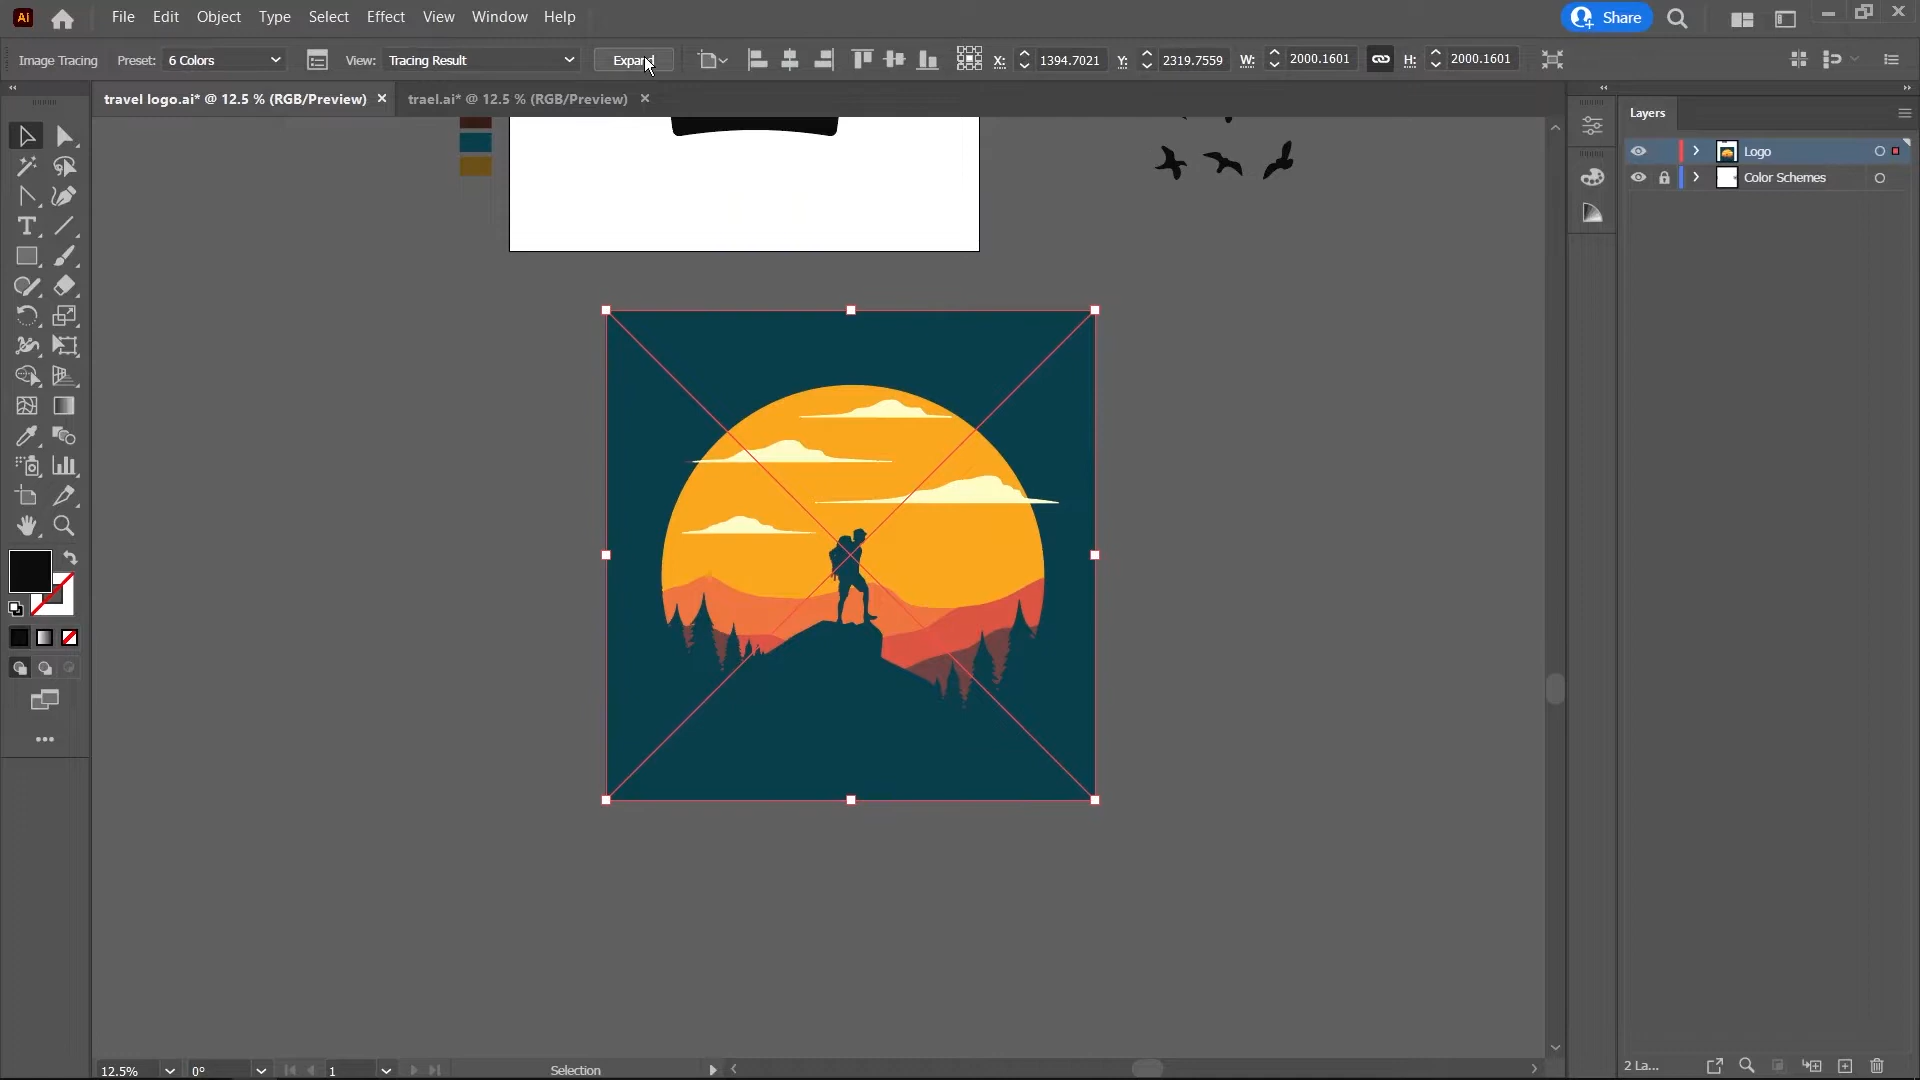 Ai File Edit Object Type Select Effect View Window Help Share
Image Tracing Preset: 6 Colors View: Tracing Result Expand X: 1394.7021 Y: 2319.7559 W: 2000.1601 H: 2000.1601
travel logo.ai* @ 12.5 % (RGB/Preview) × trael.ai* @ 12.5 % (RGB/Preview) ×
Layers
Logo
Color Schemes
12.5% 0° 1 Selection 2 La...